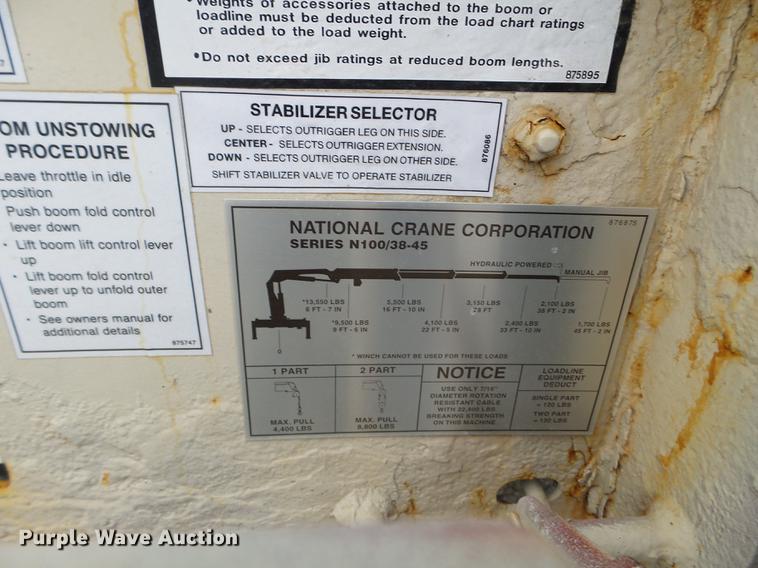 Weights of accessories attached to the boom or
loadline must be deducted from the load chart ratings
or added to the load weight.
•Do not exceed jib ratings at reduced boom lengths.
875895
STABILIZER SELECTOR
UP - SELECTS OUTRIGGER LEG ON THIS SIDE.
CENTER - SELECTS OUTRIGGER EXTENSION.
DOWN - SELECTS OUTRIGGER LEG ON OTHER SIDE.
SHIFT STABILIZER VALVE TO OPERATE STABILIZER
876086
OM UNSTOWING
PROCEDURE
Leave throttle in idle
position
Push boom fold control
lever down
• Lift boom lift control lever
up
• Lift boom fold control
lever up to unfold outer
boom
• See owners manual for
additional details
875747
NATIONAL CRANE CORPORATION
876875
SERIES N100/38-45
HYDRAULIC POWERED
MANUAL JIB
*13,550 LBS
6 FT - 7 IN
5,500 LBS
16 FT - 10 IN
3,150 LBS
28 FT
2,100 LBS
38 FT - 2 IN
*9,500 LBS
9 FT - 6 IN
4,100 LBS
22 FT - 5 IN
2,400 LBS
33 FT - 10 IN
1,700 LBS
45 FT - 2 IN
0
* WINCH CANNOT BE USED FOR THESE LOADS
1 PART
MAX. PULL
4,400 LBS
2 PART
MAX. PULL
8,800 LBS
NOTICE
USE ONLY 7/16"
DIAMETER ROTATION
RESISTANT CABLE
WITH 22,400 LBS
BREAKING STRENGTH
ON THIS MACHINE
LOADLINE
EQUIPMENT
DEDUCT
SINGLE PART
= 120 LBS
TWO PART
= 130 LBS
Purple Wave Auction